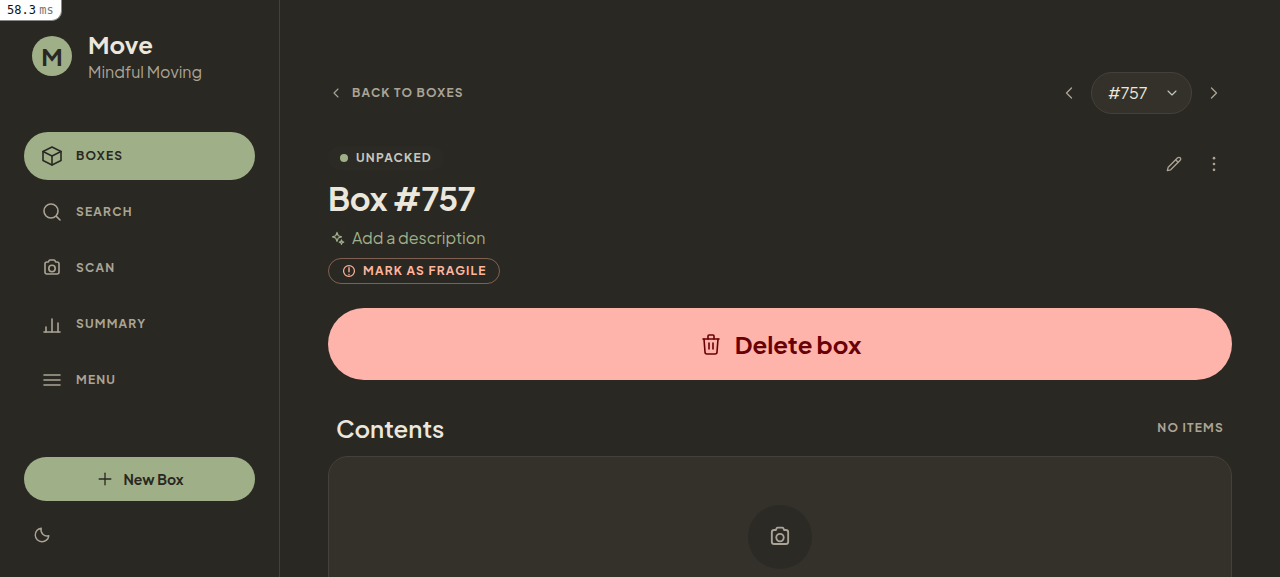 58.3 ms
M
Move
Mindful Moving
BOXES
SEARCH
SCAN
SUMMARY
MENU
New Box
BACK TO BOXES
#757
UNPACKED
Box #757
Add a description
MARK AS FRAGILE
Delete box
Contents
NO ITEMS